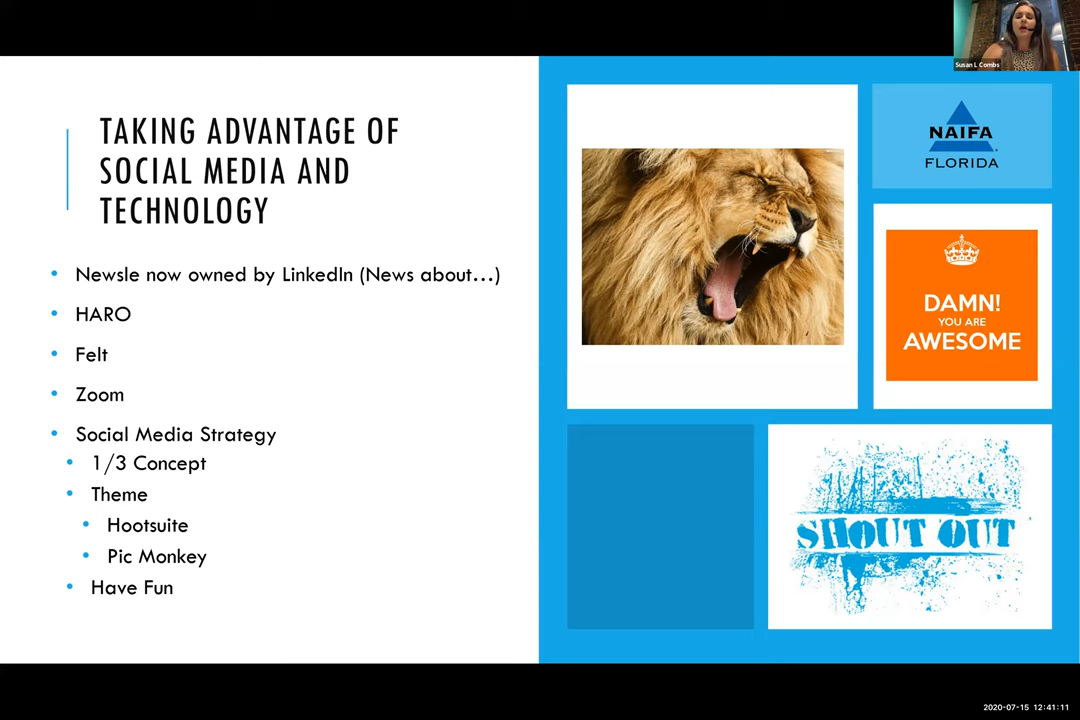 Susan L Combs
TAKING ADVANTAGE OF
SOCIAL MEDIA AND
TECHNOLOGY
• Newsle now owned by LinkedIn (News about...)
• HARO
• Felt
• Zoom
• Social Media Strategy
• 1/3 Concept
• Theme
• Hootsuite
• Pic Monkey
• Have Fun
NAIFA
FLORIDA
DAMN!
YOU ARE
AWESOME
SHOUT OUT
2020-07-15 12:41:11